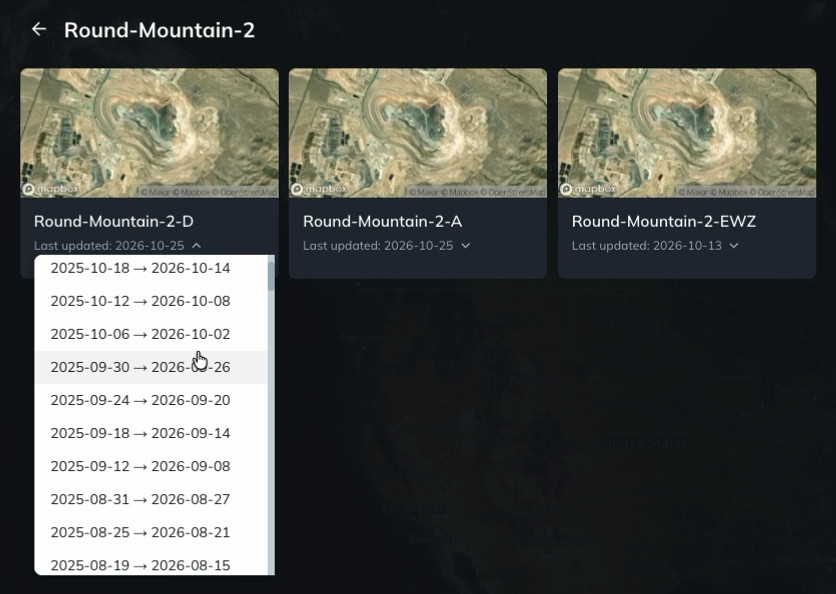 Round-Mountain-2
mapbox
© Maxar © Mapbox © OpenStreetMap
mapbox
© Maxar © Mapbox © OpenStreetMap
mapbox
© Maxar © Mapbox © OpenStreetMap
Round-Mountain-2-D
Last updated: 2026-10-25
Round-Mountain-2-A
Last updated: 2026-10-25
Round-Mountain-2-EWZ
Last updated: 2026-10-13
2025-10-18 → 2026-10-14
2025-10-12 → 2026-10-08
2025-10-06 → 2026-10-02
2025-09-30 → 2026-09-26
2025-09-24 → 2026-09-20
2025-09-18 → 2026-09-14
2025-09-12 → 2026-09-08
2025-08-31 → 2026-08-27
2025-08-25 → 2026-08-21
2025-08-19 → 2026-08-15
United States